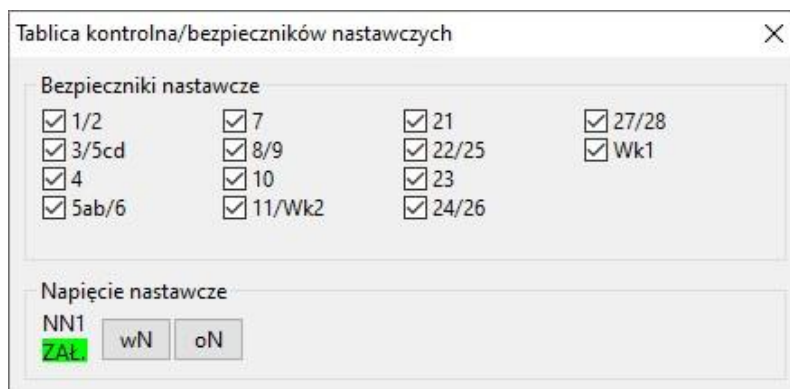 Tablica kontrolna/bezpieczników nastawczych
Bezpieczniki nastawcze
1/2 7 21 27/28
3/5cd 8/9 22/25 Wk1
4 10 23
5ab/6 11/Wk2 24/26
Napięcie nastawcze
NN1
ZAŁ. wN oN